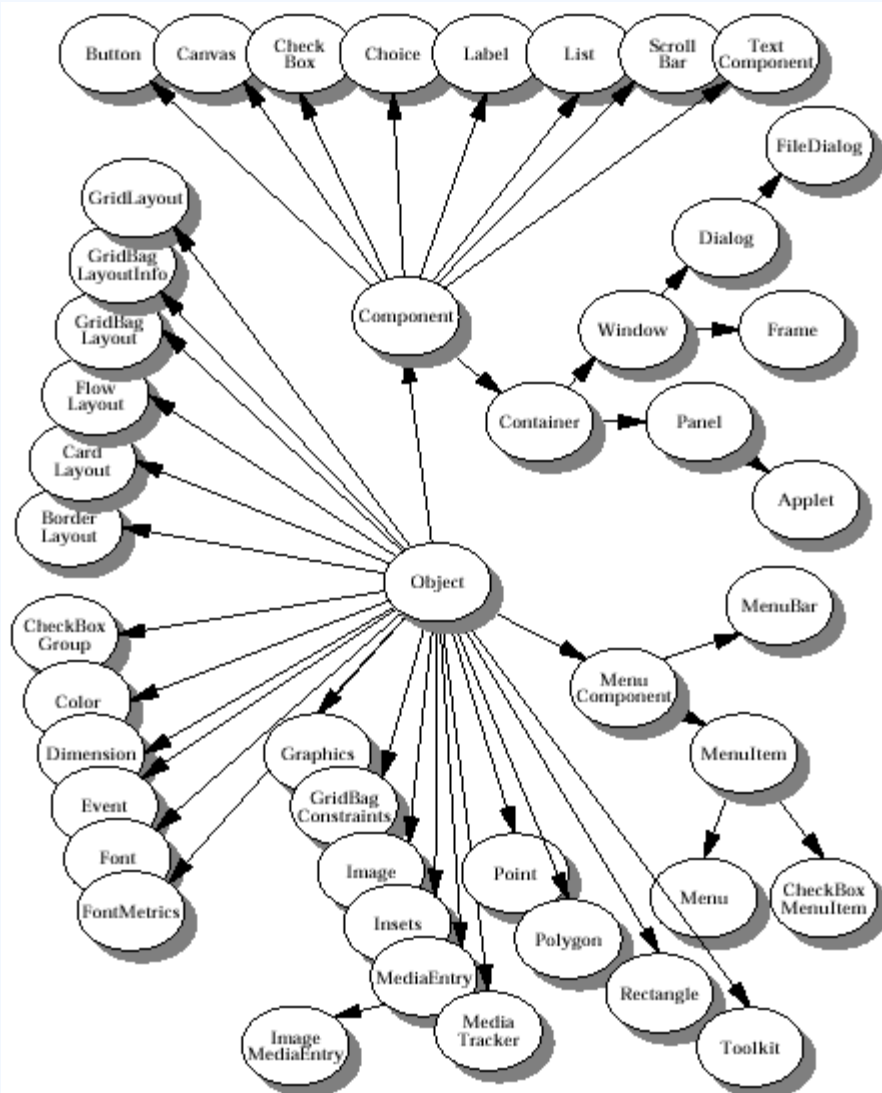 Button
Canvas
Check
Box
Choice
Label
List
Scroll
Bar
Text
Component
FileDialog
GridLayout
Dialog
GridBag
LayoutInfo
GridBag
Layout
Component
Window
Frame
Flow
Layout
Container
Panel
Card
Layout
Applet
Border
Layout
Object
MenuBar
CheckBox
Group
Menu
Component
Color
Dimension
Graphics
MenuItem
Event
GridBag
Constraints
Font
Image
Point
Menu
CheckBox
MenuItem
FontMetrics
Insets
Polygon
MediaEntry
Rectangle
Image
MediaEntry
Media
Tracker
Toolkit